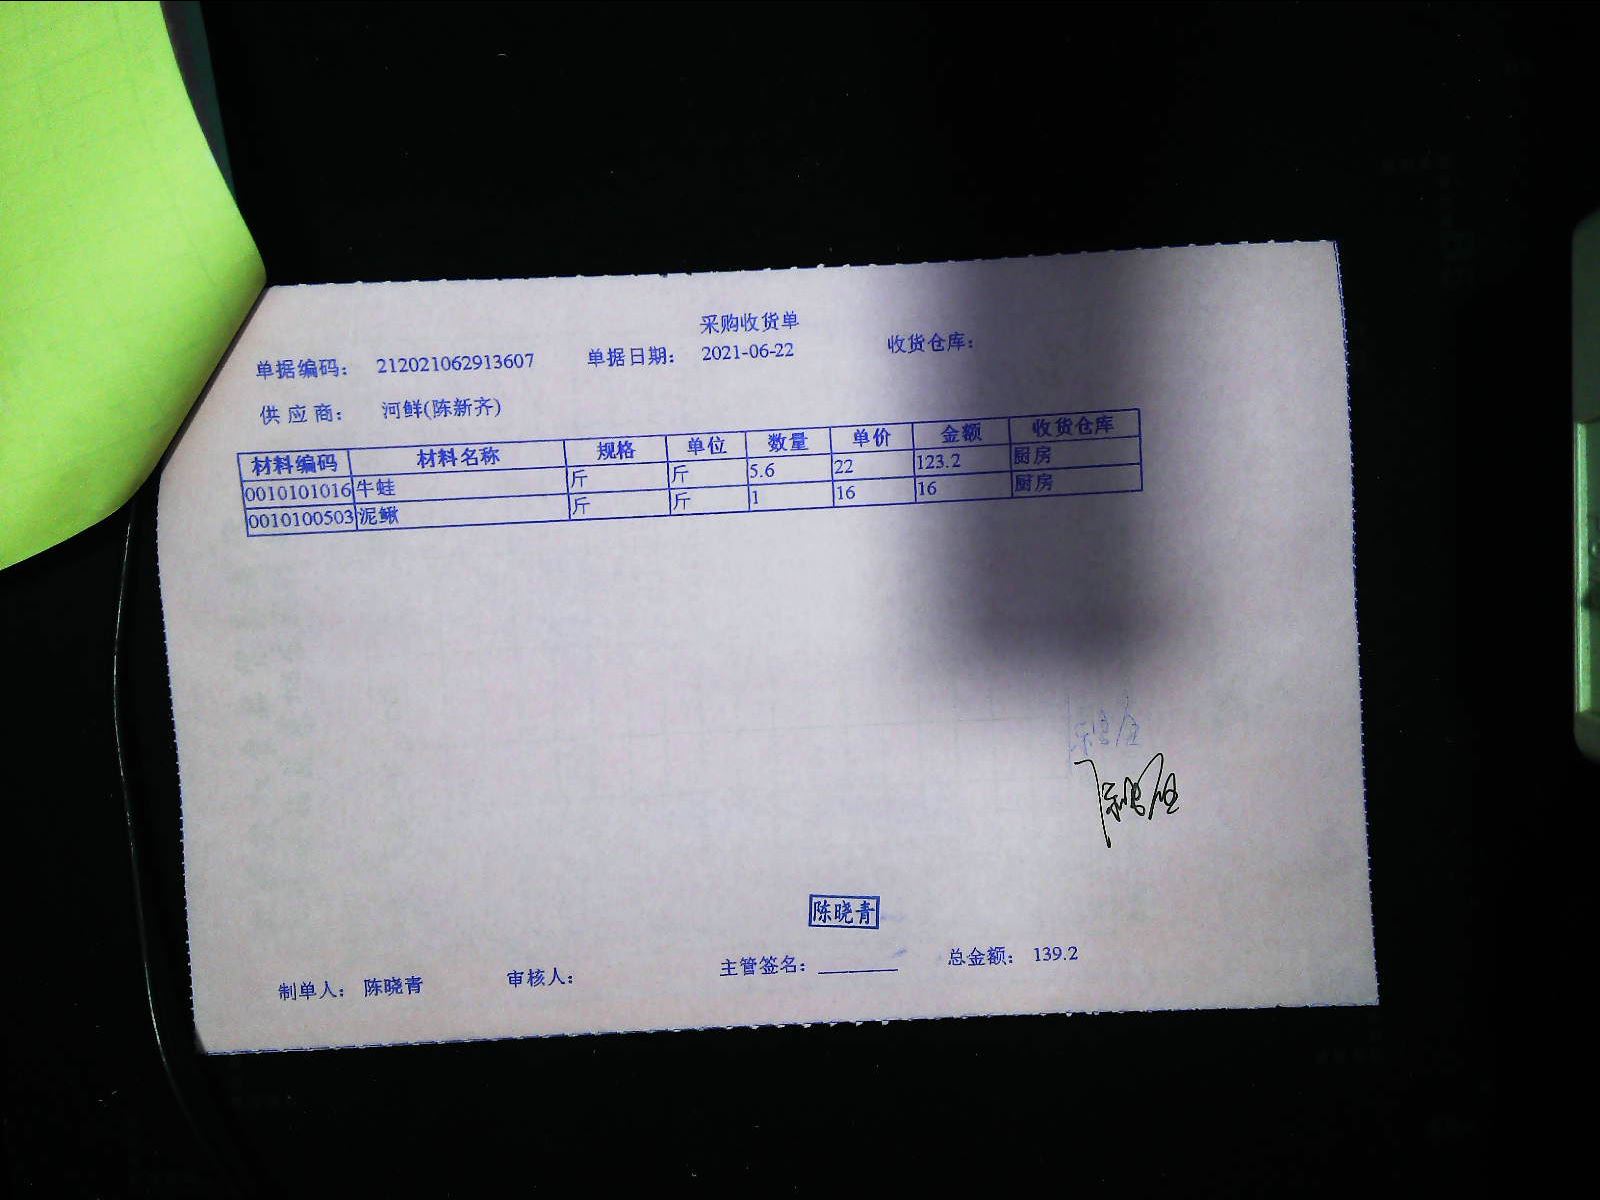 采购收货单
单据编码： 212021062913607 单据日期： 2021-06-22 收货仓库：
供 应 商： 河鲜(陈新齐)
材料编码 材料名称 规格 单位 数量 单价 金额 收货仓库
0010101016 牛蛙 斤 斤 5.6 22 123.2 厨房
0010100503 泥鳅 斤 斤 1 16 16 厨房
陈晓青
制单人： 陈晓青 审核人： 主管签名： 总金额： 139.2